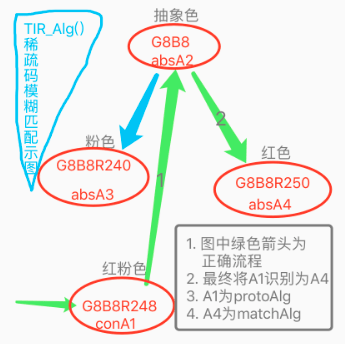 TIR_Alg()
稀疏码模糊匹配示图
抽象色
G8B8
absA2
2
粉色
G8B8R240
absA3
红色
G8B8R250
absA4
1
红粉色
G8B8R248
conA1
1. 图中绿色箭头为
正确流程
2. 最终将A1识别为A4
3. A1为protoAlg
4. A4为matchAlg